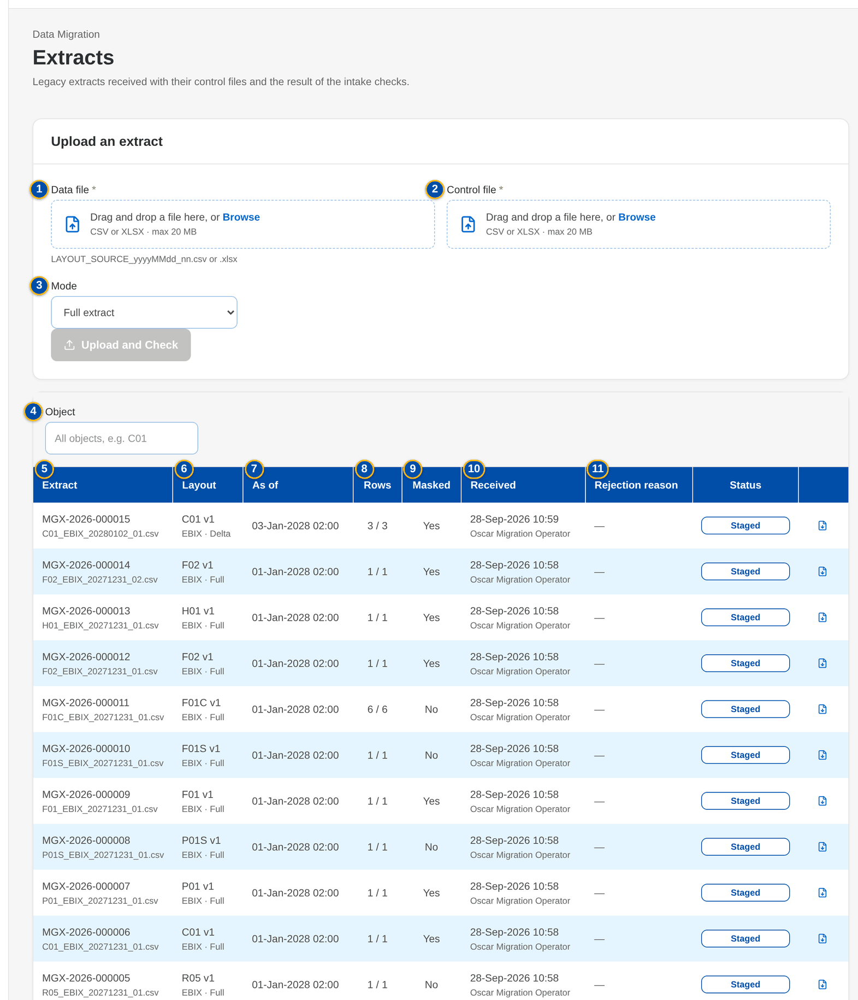 Data Migration
Extracts
Legacy extracts received with their control files and the result of the intake checks.
Upload an extract
1 Data file *
2 Control file *
Drag and drop a file here, or Browse
CSV or XLSX · max 20 MB
Drag and drop a file here, or Browse
CSV or XLSX · max 20 MB
LAYOUT_SOURCE_yyyyMMdd_nn.csv or .xlsx
3 Mode
Full extract
Upload and Check
4 Object
All objects, e.g. C01
5 6 7 8 9 10 11
Extract Layout As of Rows Masked Received Rejection reason Status
MGX-2026-000015 C01 v1 03-Jan-2028 02:00 3 / 3 Yes 28-Sep-2026 10:59 — Staged
C01_EBIX_20280102_01.csv EBIX · Delta Oscar Migration Operator
MGX-2026-000014 F02 v1 01-Jan-2028 02:00 1 / 1 Yes 28-Sep-2026 10:58 — Staged
F02_EBIX_20271231_02.csv EBIX · Full Oscar Migration Operator
MGX-2026-000013 H01 v1 01-Jan-2028 02:00 1 / 1 Yes 28-Sep-2026 10:58 — Staged
H01_EBIX_20271231_01.csv EBIX · Full Oscar Migration Operator
MGX-2026-000012 F02 v1 01-Jan-2028 02:00 1 / 1 Yes 28-Sep-2026 10:58 — Staged
F02_EBIX_20271231_01.csv EBIX · Full Oscar Migration Operator
MGX-2026-000011 F01C v1 01-Jan-2028 02:00 6 / 6 No 28-Sep-2026 10:58 — Staged
F01C_EBIX_20271231_01.csv EBIX · Full Oscar Migration Operator
MGX-2026-000010 F01S v1 01-Jan-2028 02:00 1 / 1 No 28-Sep-2026 10:58 — Staged
F01S_EBIX_20271231_01.csv EBIX · Full Oscar Migration Operator
MGX-2026-000009 F01 v1 01-Jan-2028 02:00 1 / 1 Yes 28-Sep-2026 10:58 — Staged
F01_EBIX_20271231_01.csv EBIX · Full Oscar Migration Operator
MGX-2026-000008 P01S v1 01-Jan-2028 02:00 1 / 1 No 28-Sep-2026 10:58 — Staged
P01S_EBIX_20271231_01.csv EBIX · Full Oscar Migration Operator
MGX-2026-000007 P01 v1 01-Jan-2028 02:00 1 / 1 Yes 28-Sep-2026 10:58 — Staged
P01_EBIX_20271231_01.csv EBIX · Full Oscar Migration Operator
MGX-2026-000006 C01 v1 01-Jan-2028 02:00 1 / 1 Yes 28-Sep-2026 10:58 — Staged
C01_EBIX_20271231_01.csv EBIX · Full Oscar Migration Operator
MGX-2026-000005 R05 v1 01-Jan-2028 02:00 1 / 1 No 28-Sep-2026 10:58 — Staged
R05_EBIX_20271231_01.csv EBIX · Full Oscar Migration Operator